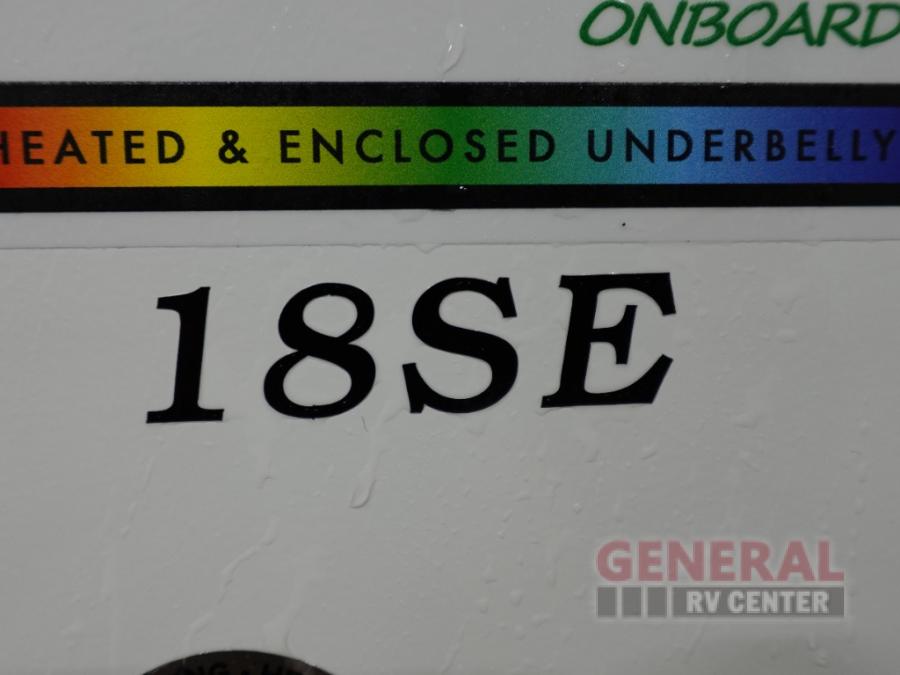 ONBOARD
HEATED & ENCLOSED UNDERBELLY
18SE
GENERAL
RV CENTER